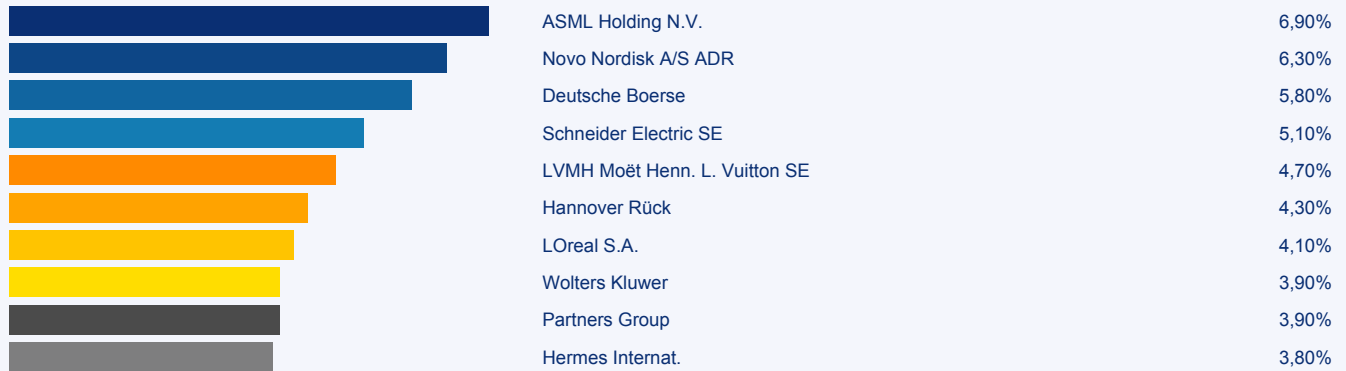 ASML Holding N.V. 6,90%
Novo Nordisk A/S ADR 6,30%
Deutsche Boerse 5,80%
Schneider Electric SE 5,10%
LVMH Moët Henn. L. Vuitton SE 4,70%
Hannover Rück 4,30%
LOreal S.A. 4,10%
Wolters Kluwer 3,90%
Partners Group 3,90%
Hermes Internat. 3,80%